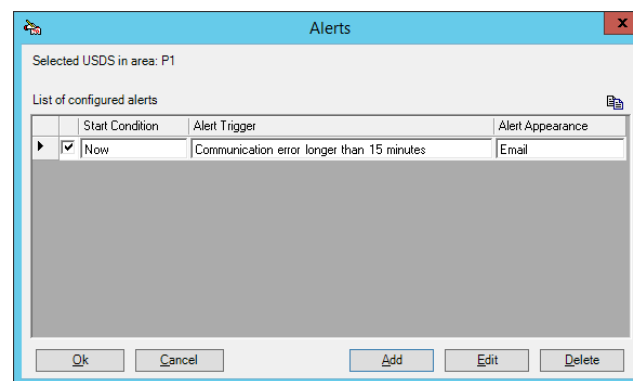 Alerts
x
Selected USDS in area: P1
List of configured alerts
Start Condition Alert Trigger Alert Appearance
Now Communication error longer than 15 minutes Email
Ok Cancel Add Edit Delete